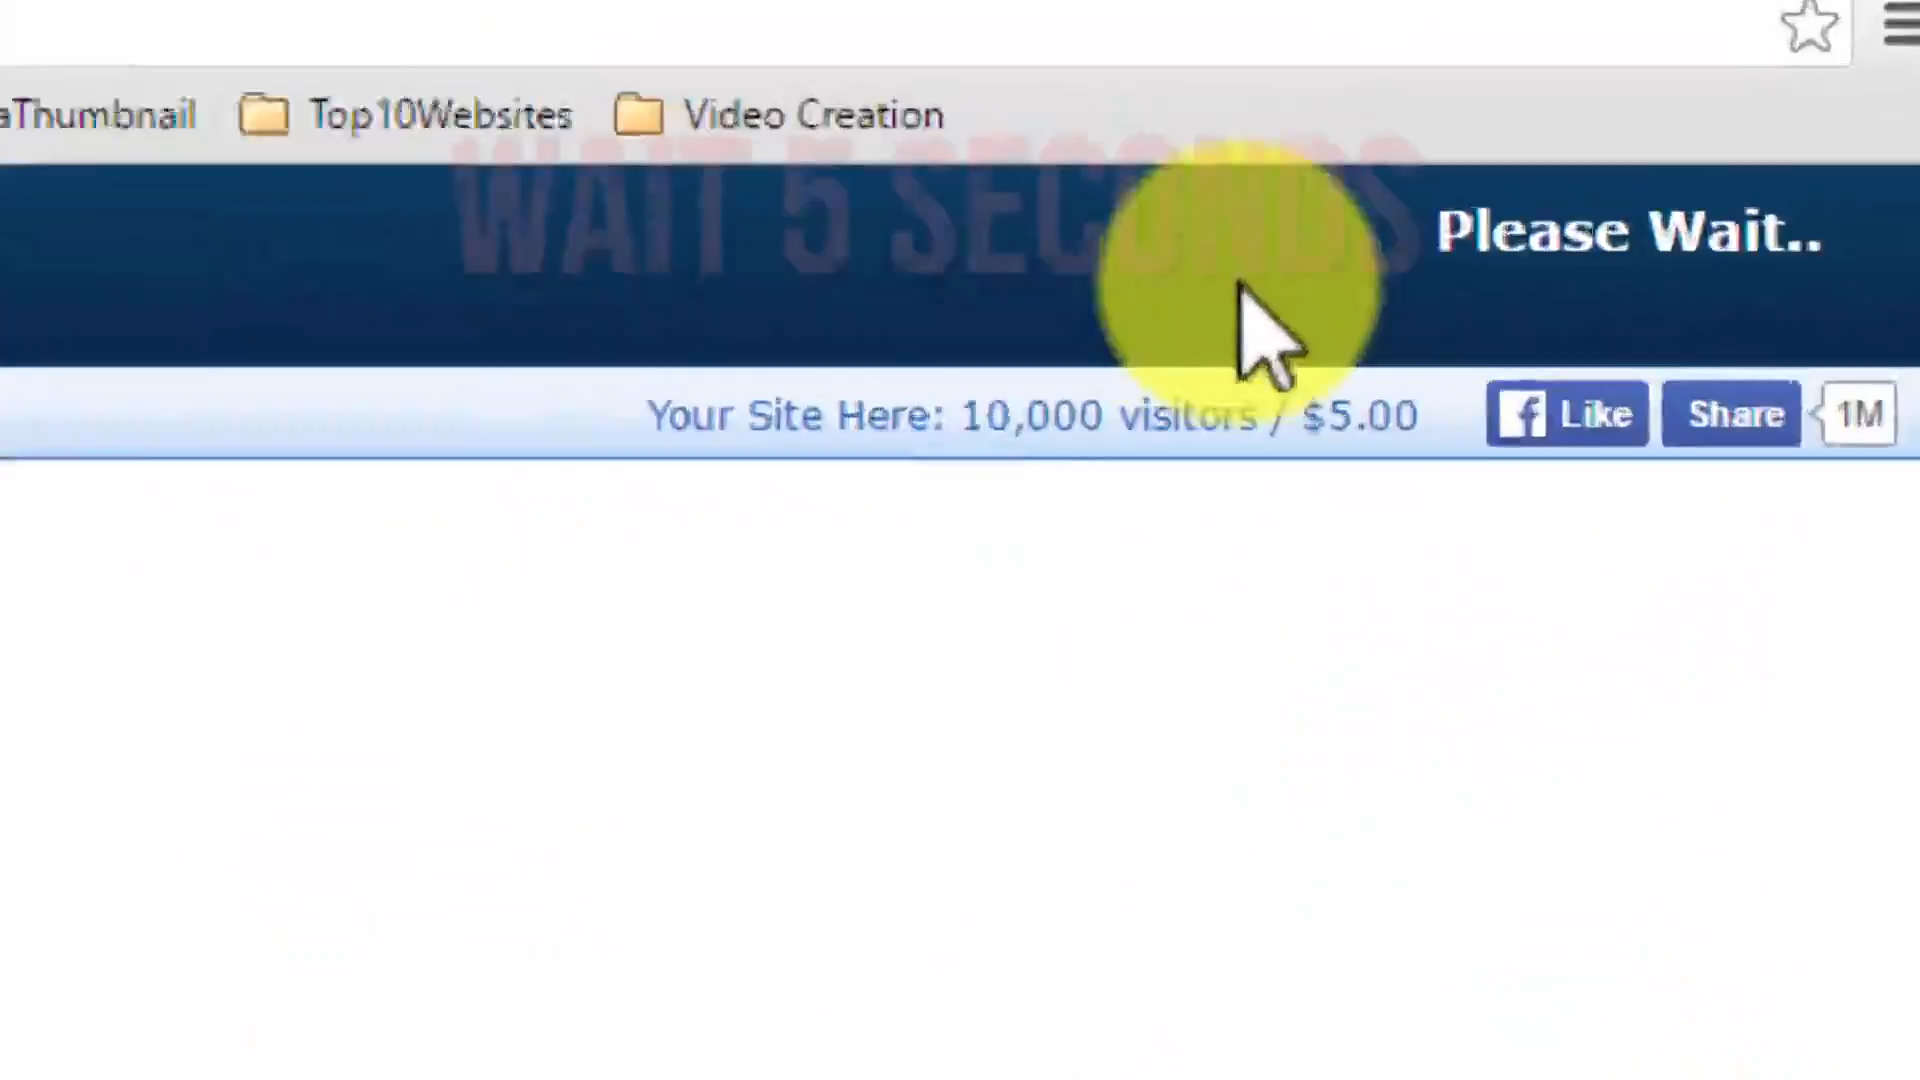 aThumbnail Top10Websites Video Creation
WAIT 5 SECONDS
Please Wait..
Your Site Here: 10,000 visitors / $5.00 Like Share 1M